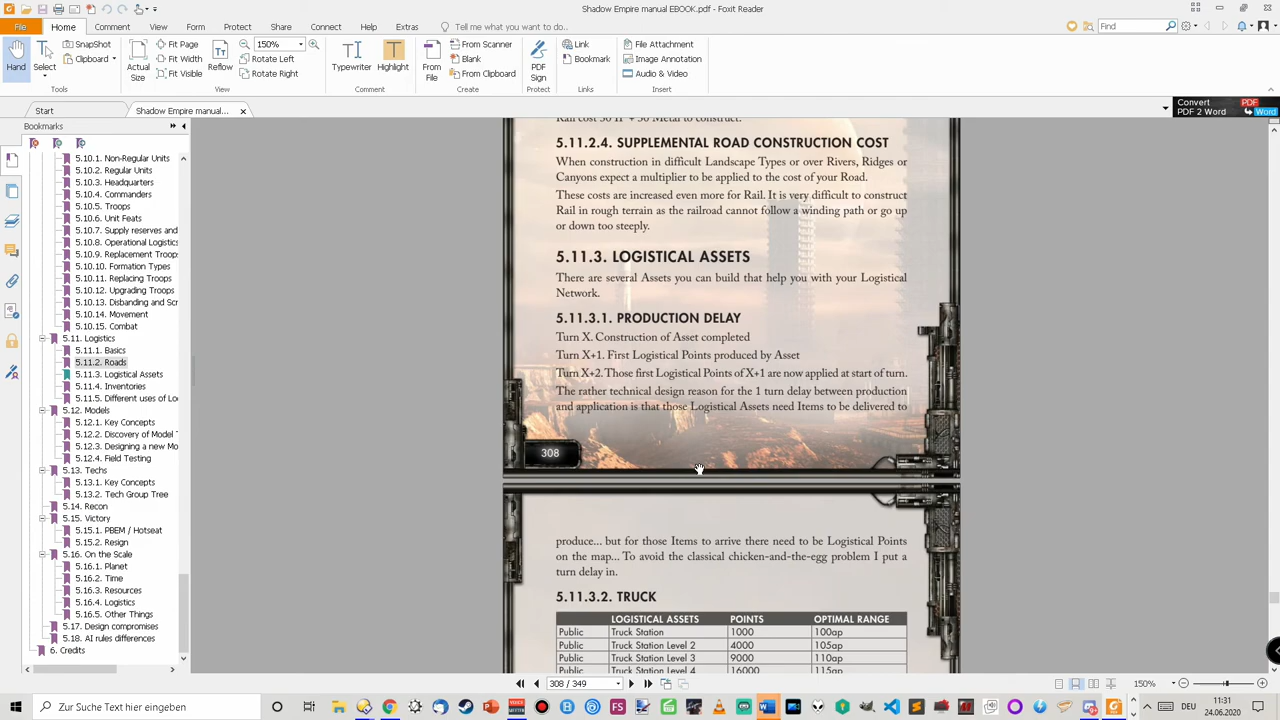 Shadow Empire manual EBOOK.pdf - Foxit Reader
File
Home
Comment
View
Form
Protect
Share
Connect
Help
Extras
Tell me what you want to do...
Find
Hand
Select
SnapShot
Clipboard
Actual Size
Fit Page
Fit Width
Fit Visible
Reflow
150%
Rotate Left
Rotate Right
Typewriter
Highlight
From File
From Scanner
Blank
From Clipboard
PDF Sign
Link
Bookmark
File Attachment
Image Annotation
Audio & Video
Tools
View
Comment
Create
Protect
Links
Insert
Start
Shadow Empire manual...
Convert PDF
PDF 2 Word Word
Bookmarks
5.10.1. Non-Regular Units
5.10.2. Regular Units
5.10.3. Headquarters
5.10.4. Commanders
5.10.5. Troops
5.10.6. Unit Feats
5.10.7. Supply reserves and
5.10.8. Operational Logistics
5.10.9. Replacement Troops
5.10.10. Formation Types
5.10.11. Replacing Troops
5.10.12. Upgrading Troops
5.10.13. Disbanding and Scr
5.10.14. Movement
5.10.15. Combat
5.11. Logistics
5.11.1. Basics
5.11.2. Roads
5.11.3. Logistical Assets
5.11.4. Inventories
5.11.5. Different uses of Lo
5.12. Models
5.12.1. Key Concepts
5.12.2. Discovery of Model
5.12.3. Designing a new Mo
5.12.4. Field Testing
5.13. Techs
5.13.1. Key Concepts
5.13.2. Tech Group Tree
5.14. Recon
5.15. Victory
5.15.1. PBEM / Hotseat
5.15.2. Resign
5.16. On the Scale
5.16.1. Planet
5.16.2. Time
5.16.3. Resources
5.16.4. Logistics
5.16.5. Other Things
5.17. Design compromises
5.18. AI rules differences
6. Credits
Rail cost 50 IP + 50 Metal to construct.
5.11.2.4. SUPPLEMENTAL ROAD CONSTRUCTION COST
When construction in difficult Landscape Types or over Rivers, Ridges or
Canyons expect a multiplier to be applied to the cost of your Road.
These costs are increased even more for Rail. It is very difficult to construct
Rail in rough terrain as the railroad cannot follow a winding path or go up
or down too steeply.
5.11.3. LOGISTICAL ASSETS
There are several Assets you can build that help you with your Logistical
Network.
5.11.3.1. PRODUCTION DELAY
Turn X. Construction of Asset completed
Turn X+1. First Logistical Points produced by Asset
Turn X+2. Those first Logistical Points of X+1 are now applied at start of turn.
The rather technical design reason for the 1 turn delay between production
and application is that those Logistical Assets need Items to be delivered to
308
produce... but for those Items to arrive there need to be Logistical Points
on the map... To avoid the classical chicken-and-the-egg problem I put a
turn delay in.
5.11.3.2. TRUCK
LOGISTICAL ASSETS POINTS OPTIMAL RANGE
Public Truck Station 1000 100ap
Public Truck Station Level 2 4000 105ap
Public Truck Station Level 3 9000 110ap
Public Truck Station Level 4 16000 115ap
308 / 349
150%
Zur Suche Text hier eingeben
DEU
11:31
24.06.2020